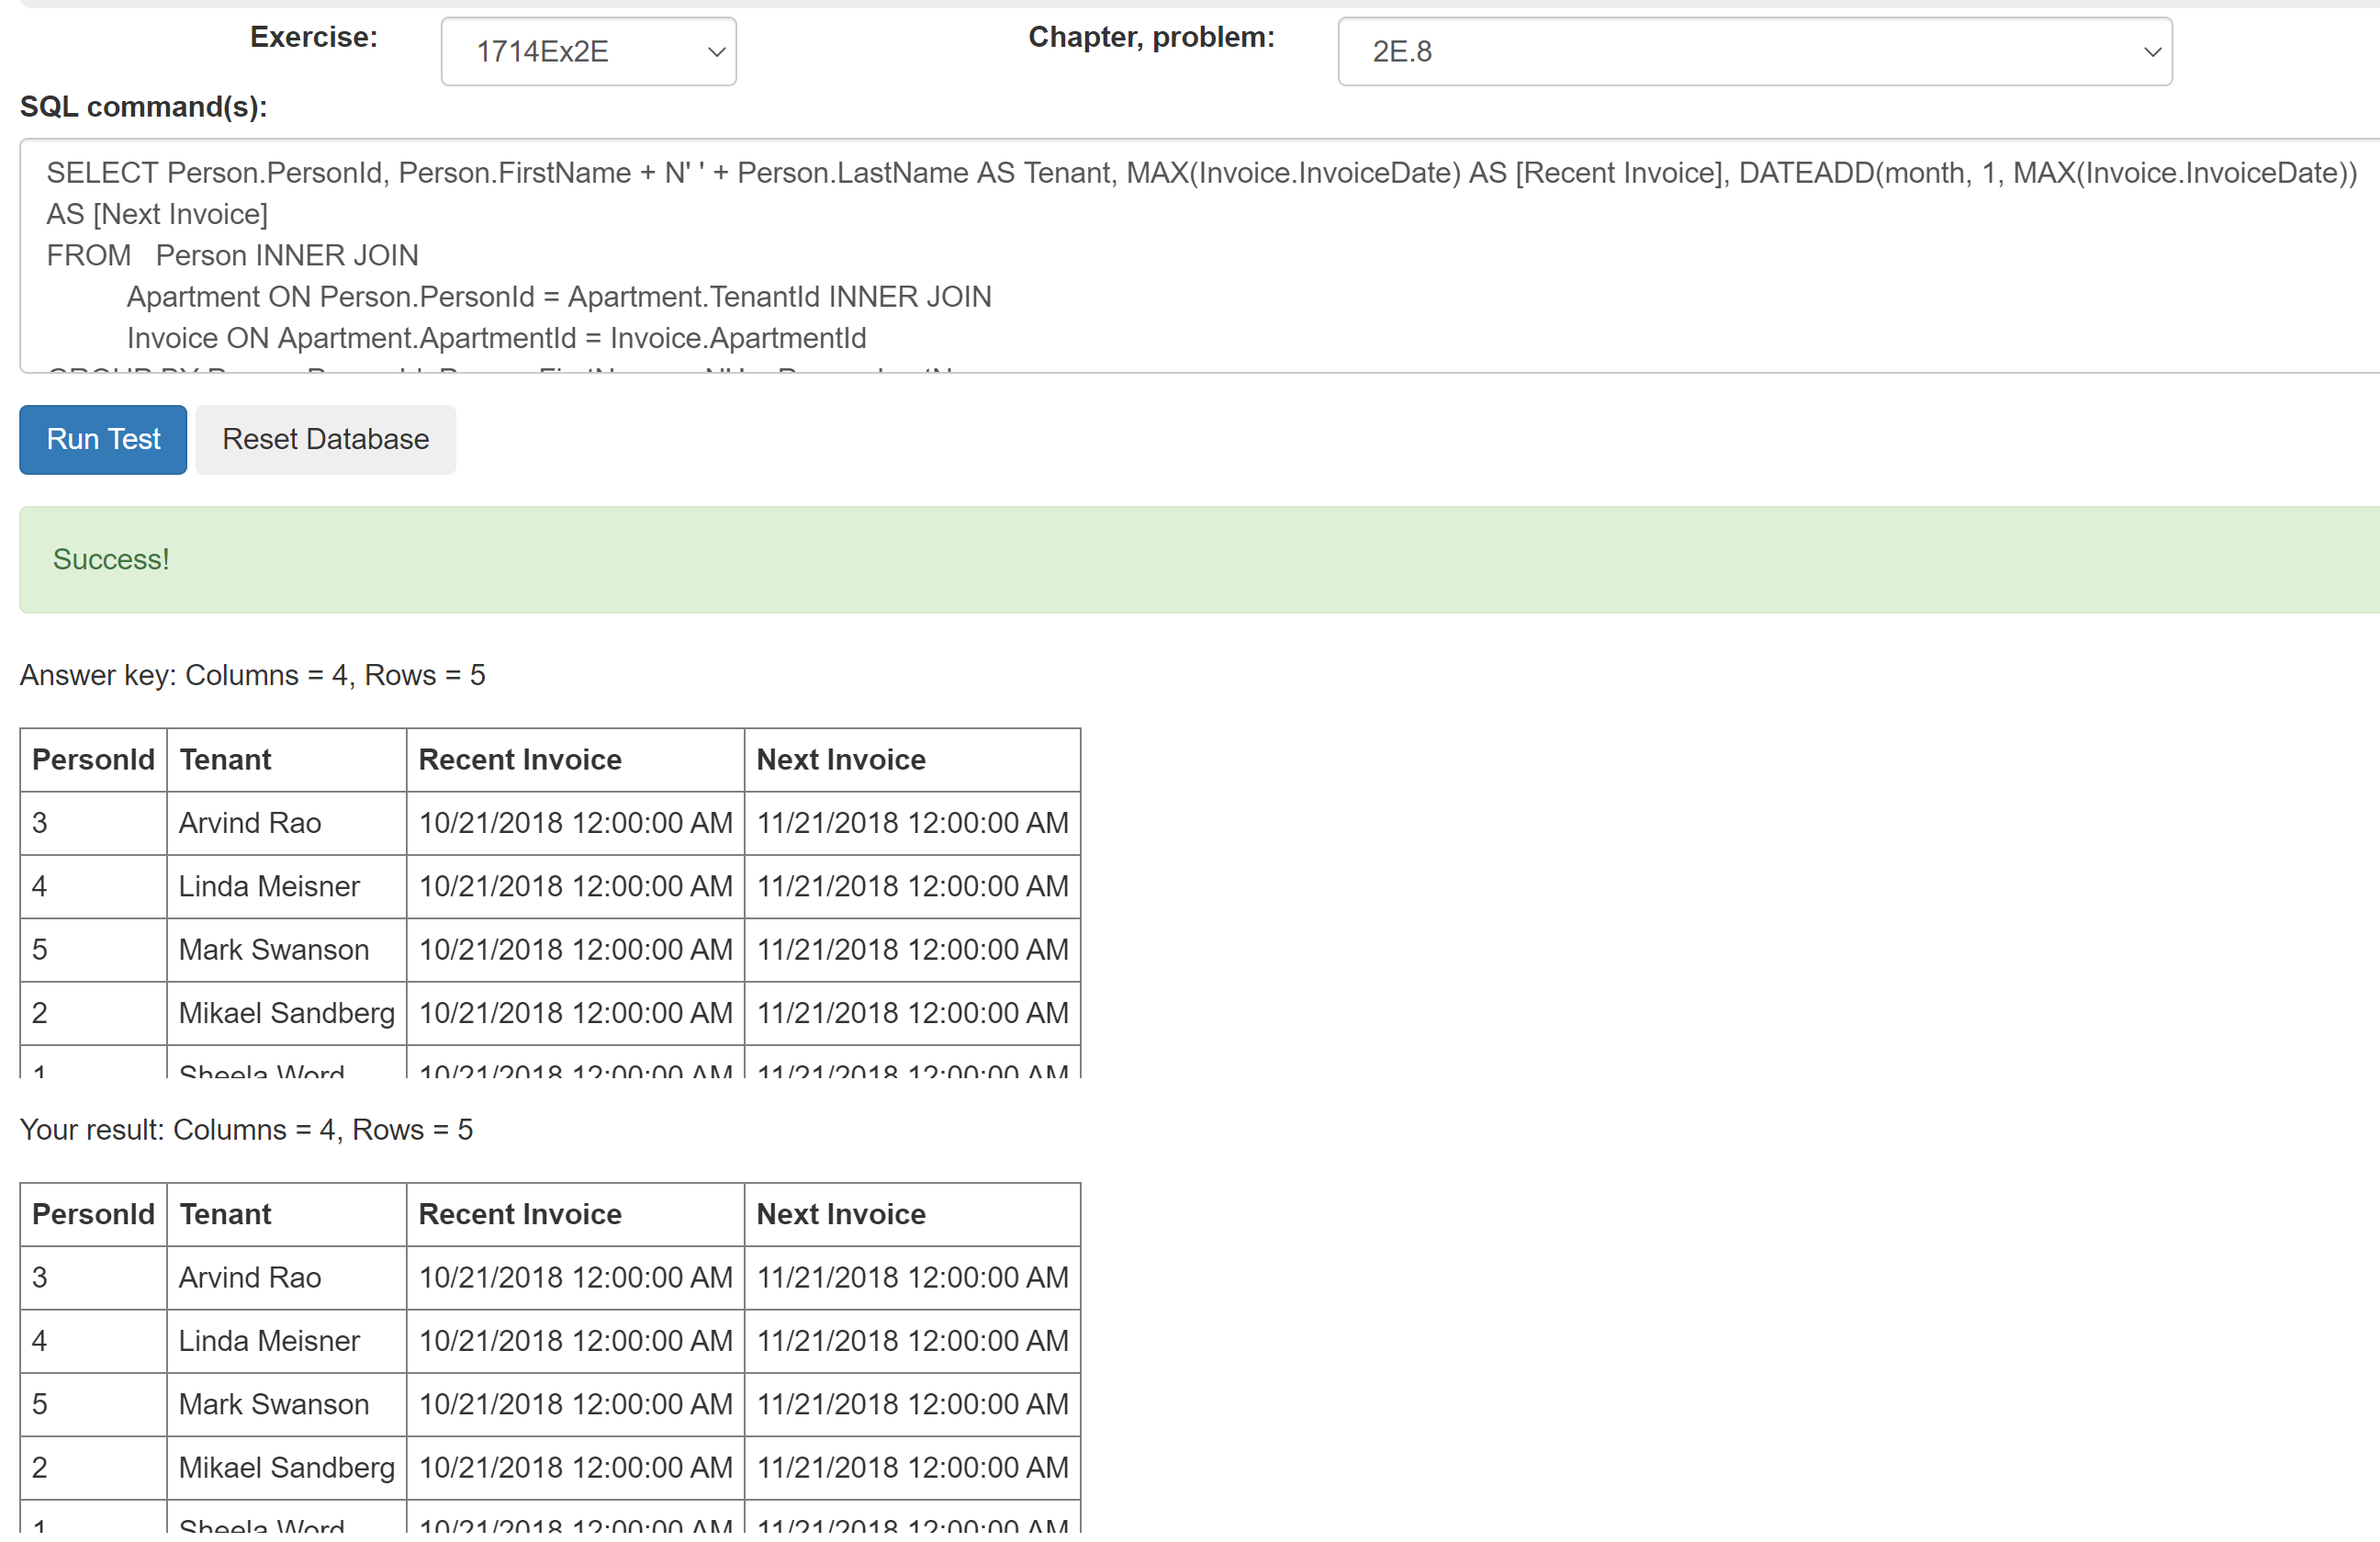 Exercise: 1714Ex2E Chapter, problem: 2E.8
SQL command(s):
SELECT Person.PersonId, Person.FirstName + N' ' + Person.LastName AS Tenant, MAX(Invoice.InvoiceDate) AS [Recent Invoice], DATEADD(month, 1, MAX(Invoice.InvoiceDate))
AS [Next Invoice]
FROM Person INNER JOIN
Apartment ON Person.PersonId = Apartment.TenantId INNER JOIN
Invoice ON Apartment.ApartmentId = Invoice.ApartmentId
Run Test Reset Database
Success!
Answer key: Columns = 4, Rows = 5
PersonId Tenant Recent Invoice Next Invoice
3 Arvind Rao 10/21/2018 12:00:00 AM 11/21/2018 12:00:00 AM
4 Linda Meisner 10/21/2018 12:00:00 AM 11/21/2018 12:00:00 AM
5 Mark Swanson 10/21/2018 12:00:00 AM 11/21/2018 12:00:00 AM
2 Mikael Sandberg 10/21/2018 12:00:00 AM 11/21/2018 12:00:00 AM
1 Sheela Word 10/21/2018 12:00:00 AM 11/21/2018 12:00:00 AM
Your result: Columns = 4, Rows = 5
PersonId Tenant Recent Invoice Next Invoice
3 Arvind Rao 10/21/2018 12:00:00 AM 11/21/2018 12:00:00 AM
4 Linda Meisner 10/21/2018 12:00:00 AM 11/21/2018 12:00:00 AM
5 Mark Swanson 10/21/2018 12:00:00 AM 11/21/2018 12:00:00 AM
2 Mikael Sandberg 10/21/2018 12:00:00 AM 11/21/2018 12:00:00 AM
1 Sheela Word 10/21/2018 12:00:00 AM 11/21/2018 12:00:00 AM